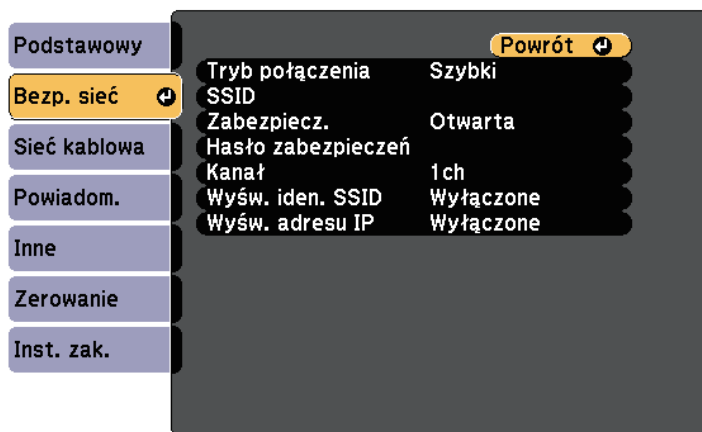 Podstawowy
Bezp. sieć
Sieć kablowa
Powiadom.
Inne
Zerowanie
Inst. zak.
Powrót
Tryb połączenia Szybki
SSID
Zabezpiecz. Otwarta
Hasło zabezpieczeń
Kanał 1ch
Wyśw. iden. SSID Wyłączone
Wyśw. adresu IP Wyłączone